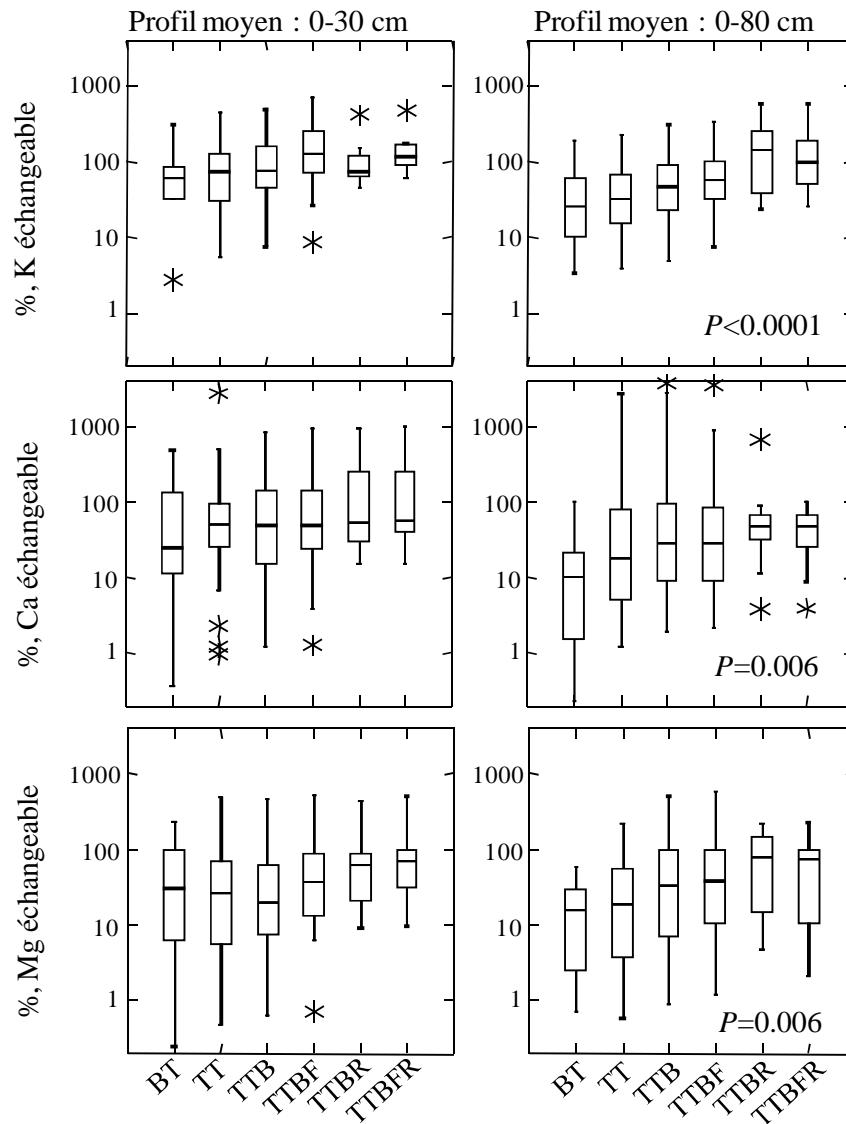 Profil moyen : 0-30 cm
Profil moyen : 0-80 cm
%, K échangeable
1000
100
10
1
1000
100
10
1
P<0.0001
%, Ca échangeable
1000
100
10
1
1000
100
10
1
P=0.006
%, Mg échangeable
1000
100
10
1
1000
100
10
1
P=0.006
BT TT TTB TTBF TTBR TTBFR
BT TT TTB TTBF TTBR TTBFR